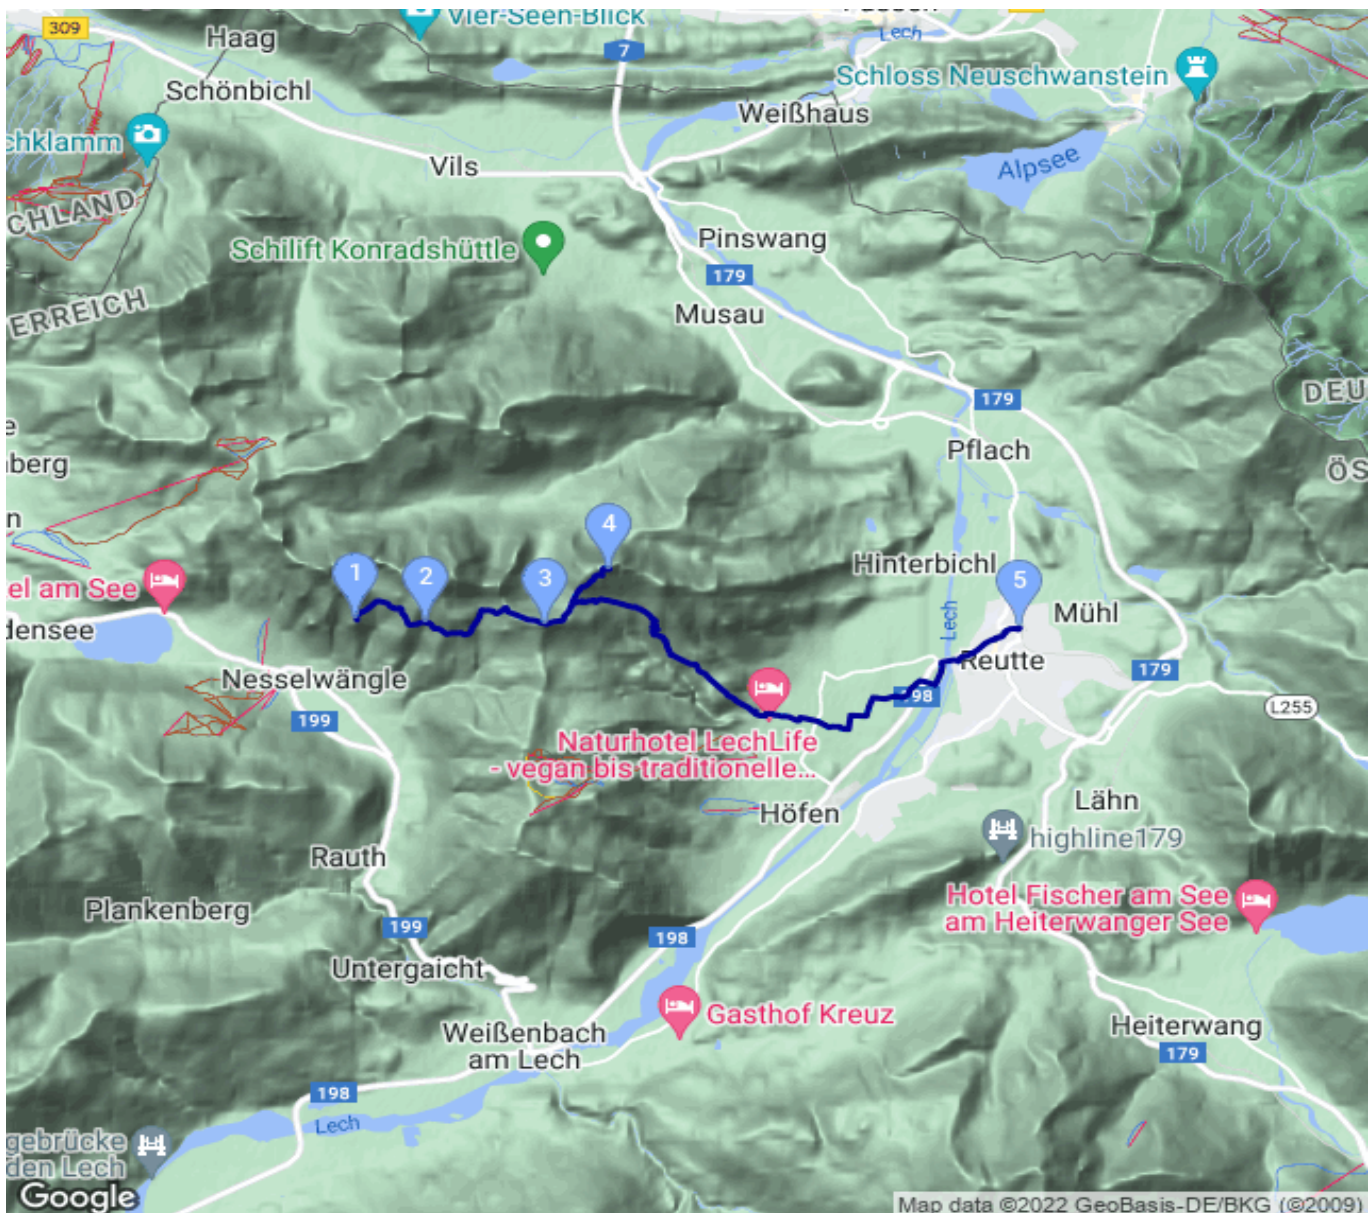 309
Haag
Vier-Seen-Blick
7
Lech
Schönbichl
Schloss Neuschwanstein
Weißhaus
chklamm
Vils
Alpsee
CHLAND
Pinswang
Schilift Konradshüttle
179
ERREICH
Musau
DEU
179
e
Pflach
berg
ÖS
n
4
Hinterbichl
1
2
3
5
el am See
Lech
Mühl
densee
Reutte
179
Nesselwängle
198
199
L255
Naturhotel LechLife
- vegan bis traditionelle...
Höfen
Lähn
highline179
Rauth
Hotel Fischer am See
am Heiterwanger See
Plankenberg
199
198
Untergaicht
Gasthof Kreuz
Weißenbach
am Lech
Heiterwang
179
198
Lech
gebrücke
den Lech
Google
Map data ©2022 GeoBasis-DE/BKG (©2009)